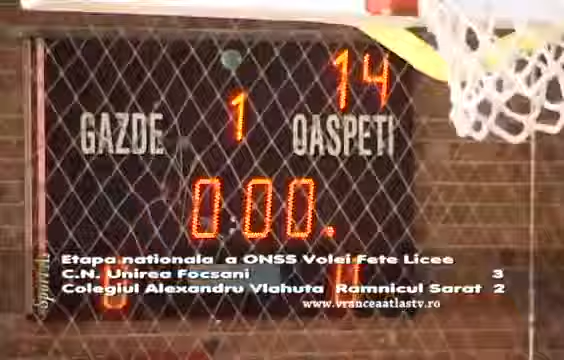 14
1
GAZDE OASPETI
0:00.
Etapa nationala a ONSS Volei Fete Licee
C.N. Unirea Focsani 3
Colegiul Alexandru Vlahuta Ramnicul Sarat 2
www.vranceaatlastv.ro